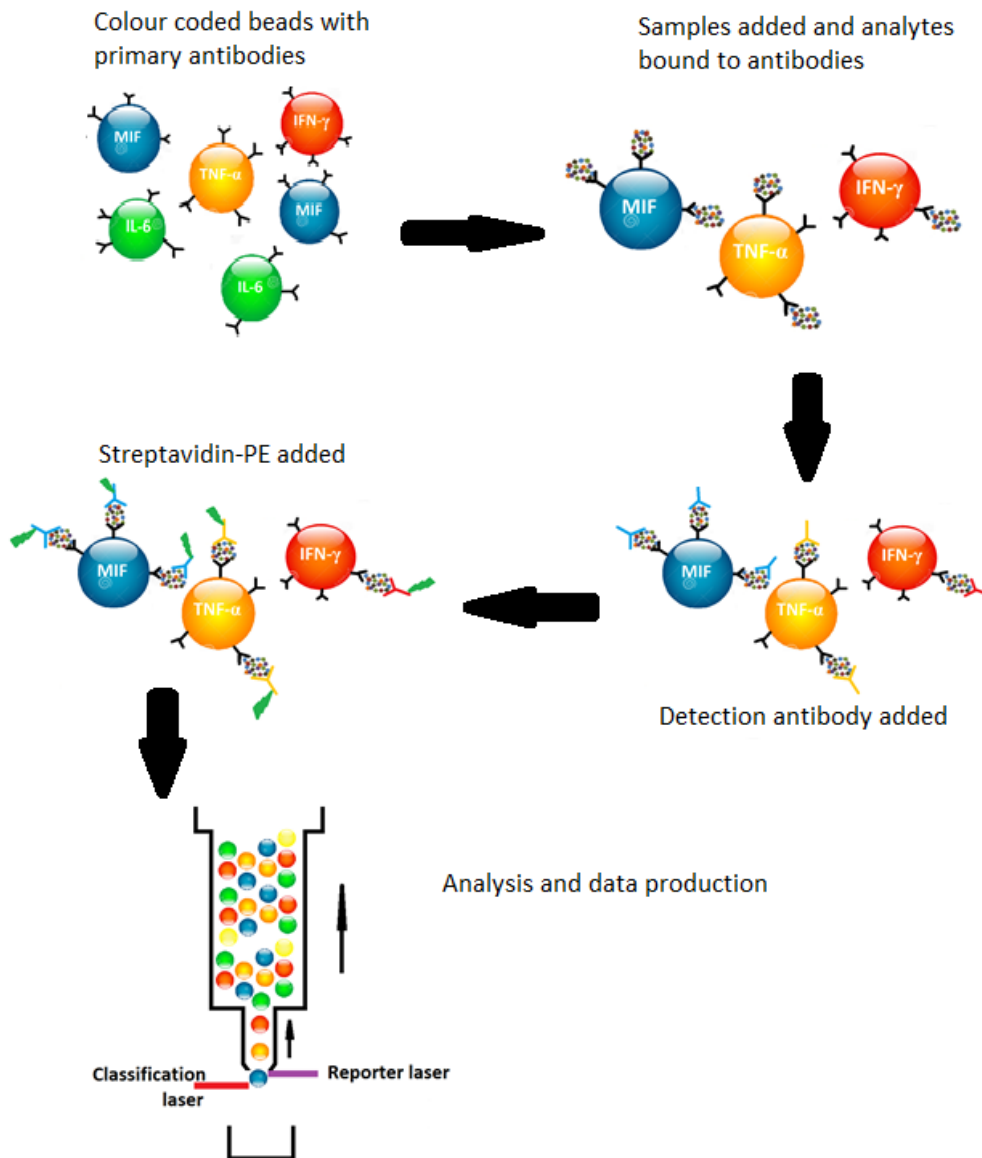 Colour coded beads with
primary antibodies
Samples added and analytes
bound to antibodies
MIF
IFN-γ
TNF-α
IL-6
MIF
IL-6
MIF
TNF-α
IFN-γ
Streptavidin-PE added
MIF
TNF-α
IFN-γ
MIF
TNF-α
IFN-γ
Detection antibody added
Analysis and data production
Classification
laser
Reporter laser